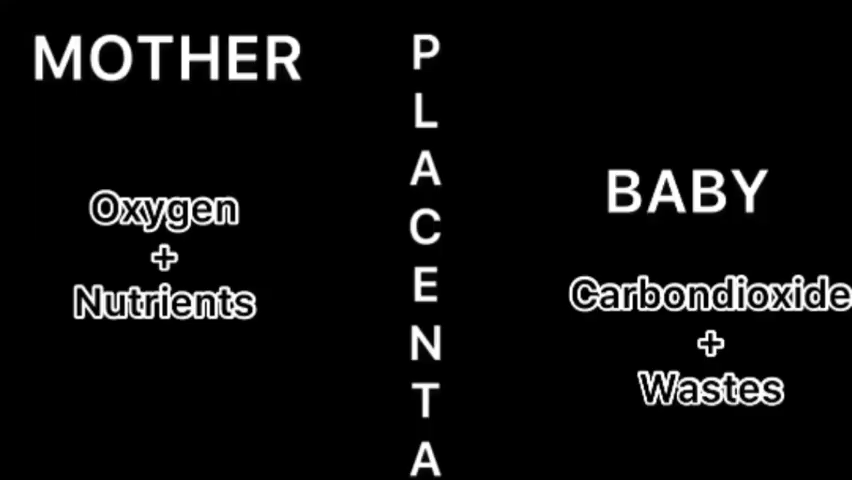 MOTHER
Oxygen
+
Nutrients
P
L
A
C
E
N
T
A
BABY
Carbondioxide
+
Wastes